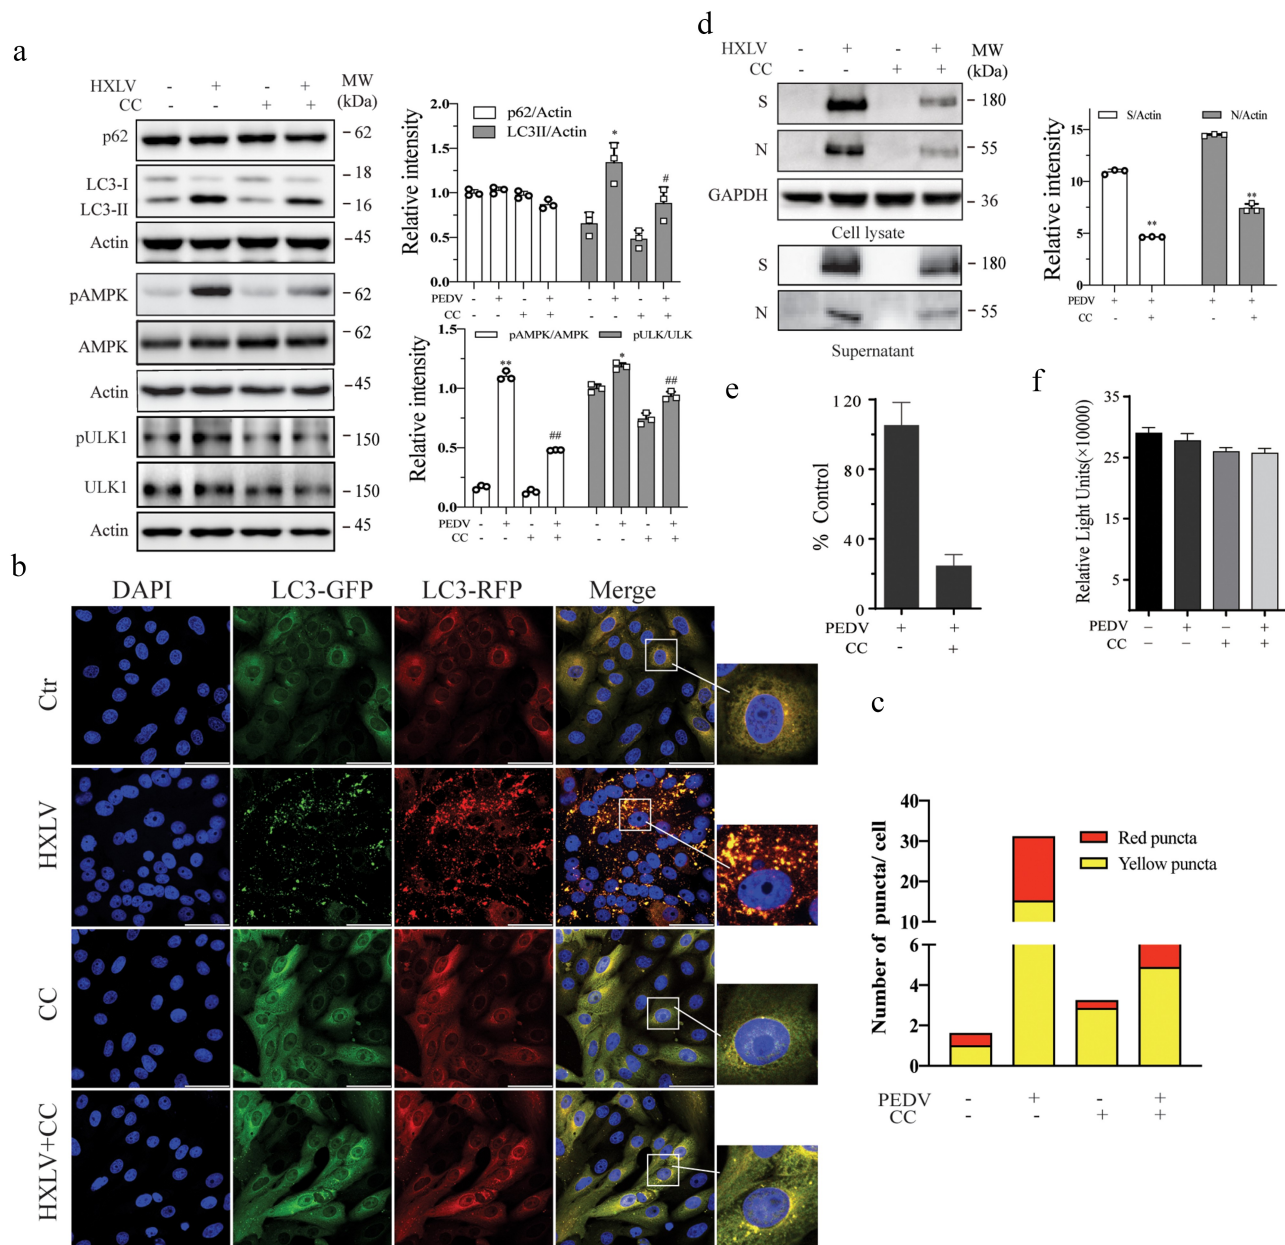 a
HXLV - + - +
CC - - + +
MW
(kDa)
p62
62
LC3-I
18
LC3-II
16
Actin
45
pAMPK
62
AMPK
62
Actin
45
pULK1
150
ULK1
150
Actin
45
Relative intensity
2.0
1.5
1.0
0.5
0.0
p62/Actin
LC3II/Actin
*
#
PEDV - + - + - + - +
CC - - + + - - + +
Relative intensity
1.5
1.0
0.5
0.0
pAMPK/AMPK
pULK/ULK
**
##
*
##
PEDV - + - + - + - +
CC - - + + - - + +
d
HXLV - + - +
CC - - + +
MW
(kDa)
S
180
N
55
GAPDH
36
Cell lysate
S
180
N
55
Supernatant
Relative intensity
15
10
5
0
S/Actin
N/Actin
**
**
PEDV + + + +
CC - + - +
e
% Control
120
80
40
0
PEDV + +
CC - +
f
Relative Light Units(×10000)
35
25
15
5
PEDV – + – +
CC – – + +
b
DAPI
LC3-GFP
LC3-RFP
Merge
Ctr
HXLV
CC
HXLV+CC
c
Number of puncta/ cell
40
30
20
10
6
4
2
0
Red puncta
Yellow puncta
PEDV - + - +
CC - - + +